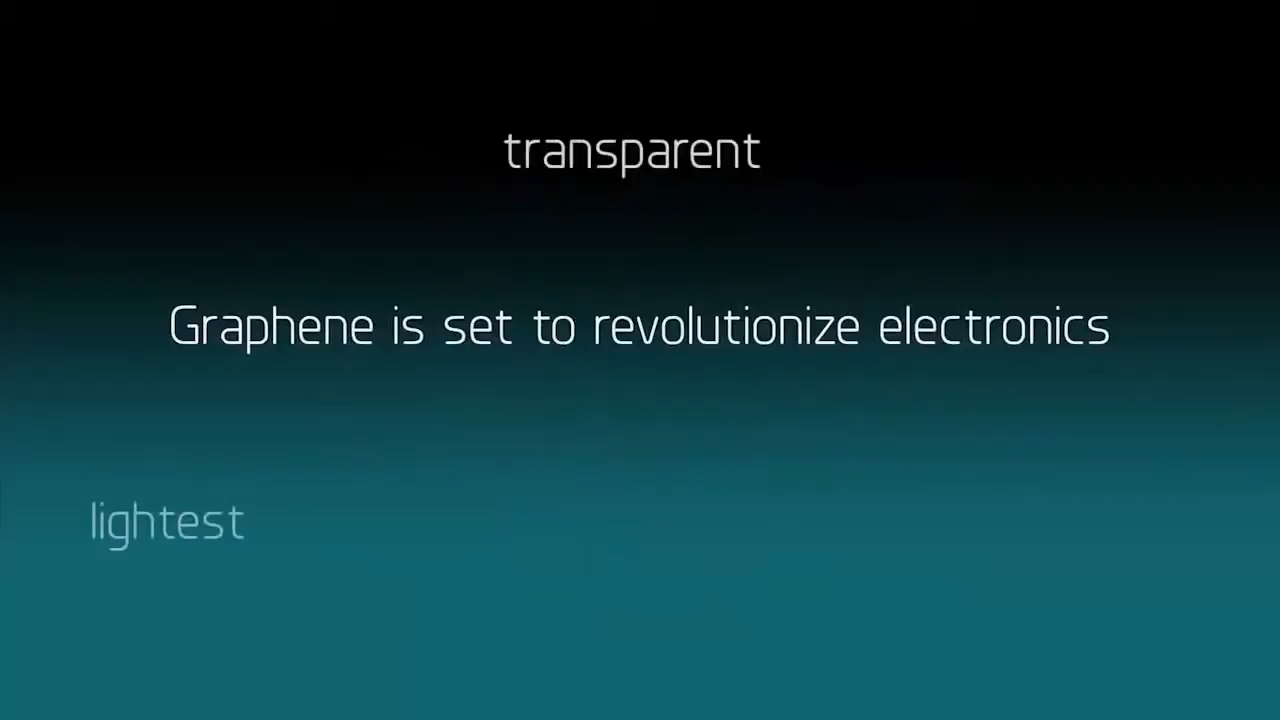 transparent
Graphene is set to revolutionize electronics
lightest